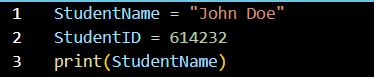 1 StudentName = "John Doe"
2 StudentID = 614232
3 print(StudentName)